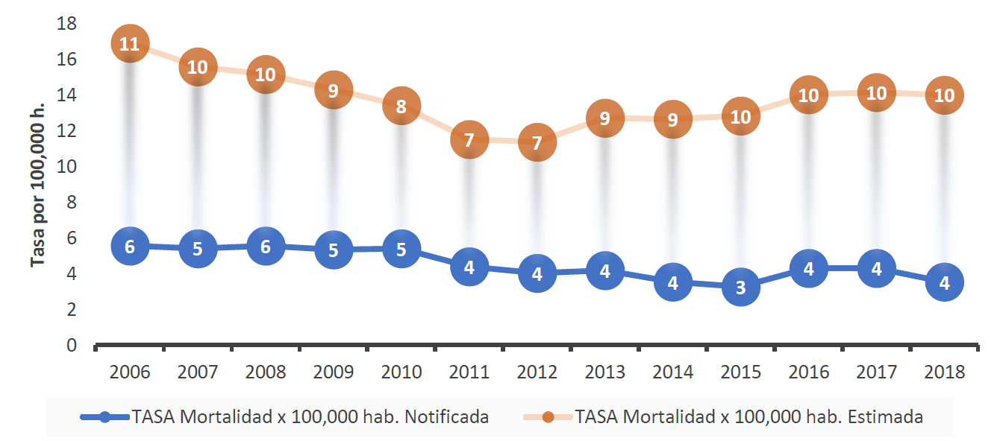 Tasa por 100,000 h.
18
16
14
12
10
8
6
4
2
0
11 10 10 9 8 7 7 9 9 10 10 10 10
6 5 6 5 5 4 4 4 4 3 4 4 4
2006 2007 2008 2009 2010 2011 2012 2013 2014 2015 2016 2017 2018
TASA Mortalidad x 100,000 hab. Notificada TASA Mortalidad x 100,000 hab. Estimada